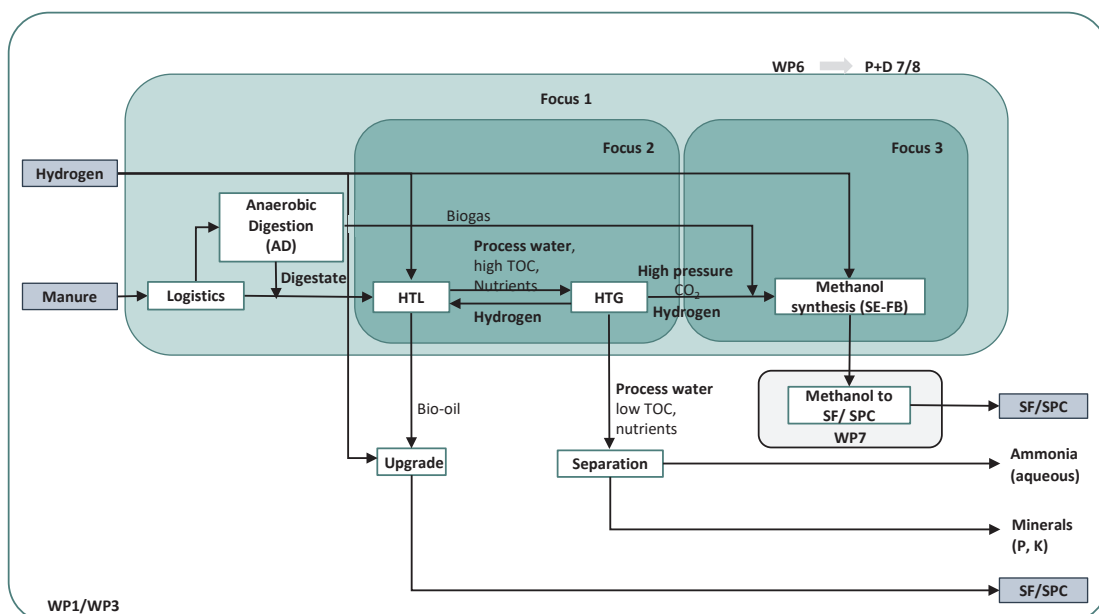 WP6
P+D 7/8
Focus 1
Focus 2
Focus 3
Hydrogen
Anaerobic
Digestion
(AD)
Biogas
Process water,
high TOC,
Nutrients
High pressure
CO₂
Hydrogen
Digestate
Manure
Logistics
HTL
Hydrogen
HTG
Methanol
synthesis (SE-FB)
Bio-oil
Process water
low TOC,
nutrients
Methanol to
SF/ SPC
WP7
SF/SPC
Upgrade
Separation
Ammonia
(aqueous)
Minerals
(P, K)
SF/SPC
WP1/WP3